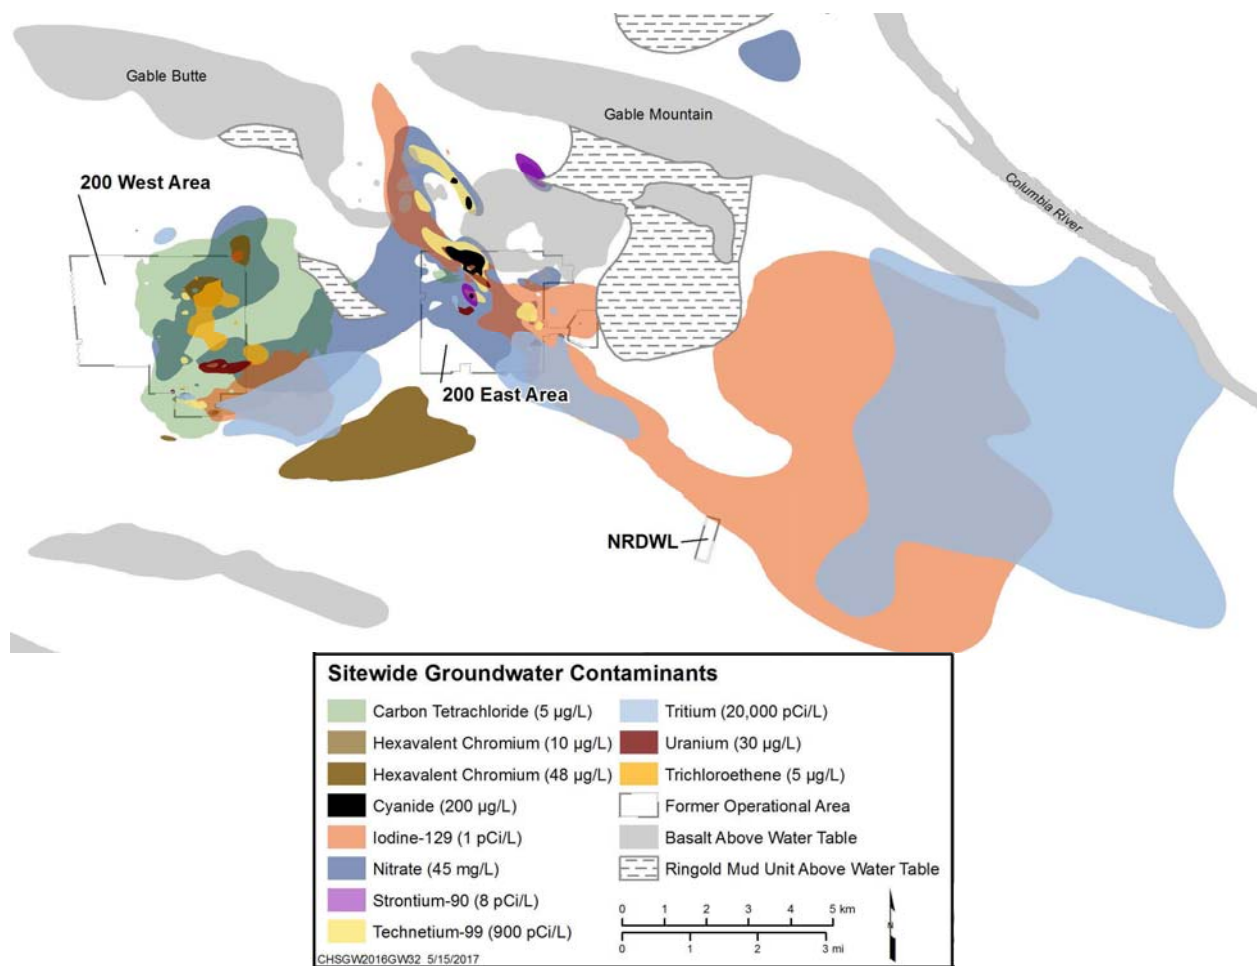 Gable Butte
Gable Mountain
200 West Area
Columbia River
200 East Area
NRDWL
Sitewide Groundwater Contaminants
Carbon Tetrachloride (5 µg/L)
Hexavalent Chromium (10 µg/L)
Hexavalent Chromium (48 µg/L)
Cyanide (200 µg/L)
Iodine-129 (1 pCi/L)
Nitrate (45 mg/L)
Strontium-90 (8 pCi/L)
Technetium-99 (900 pCi/L)
Tritium (20,000 pCi/L)
Uranium (30 µg/L)
Trichloroethene (5 µg/L)
Former Operational Area
Basalt Above Water Table
Ringold Mud Unit Above Water Table
0 1 2 3 4 5 km
0 1 2 3 mi
N
CHSGW2016GW32 5/15/2017